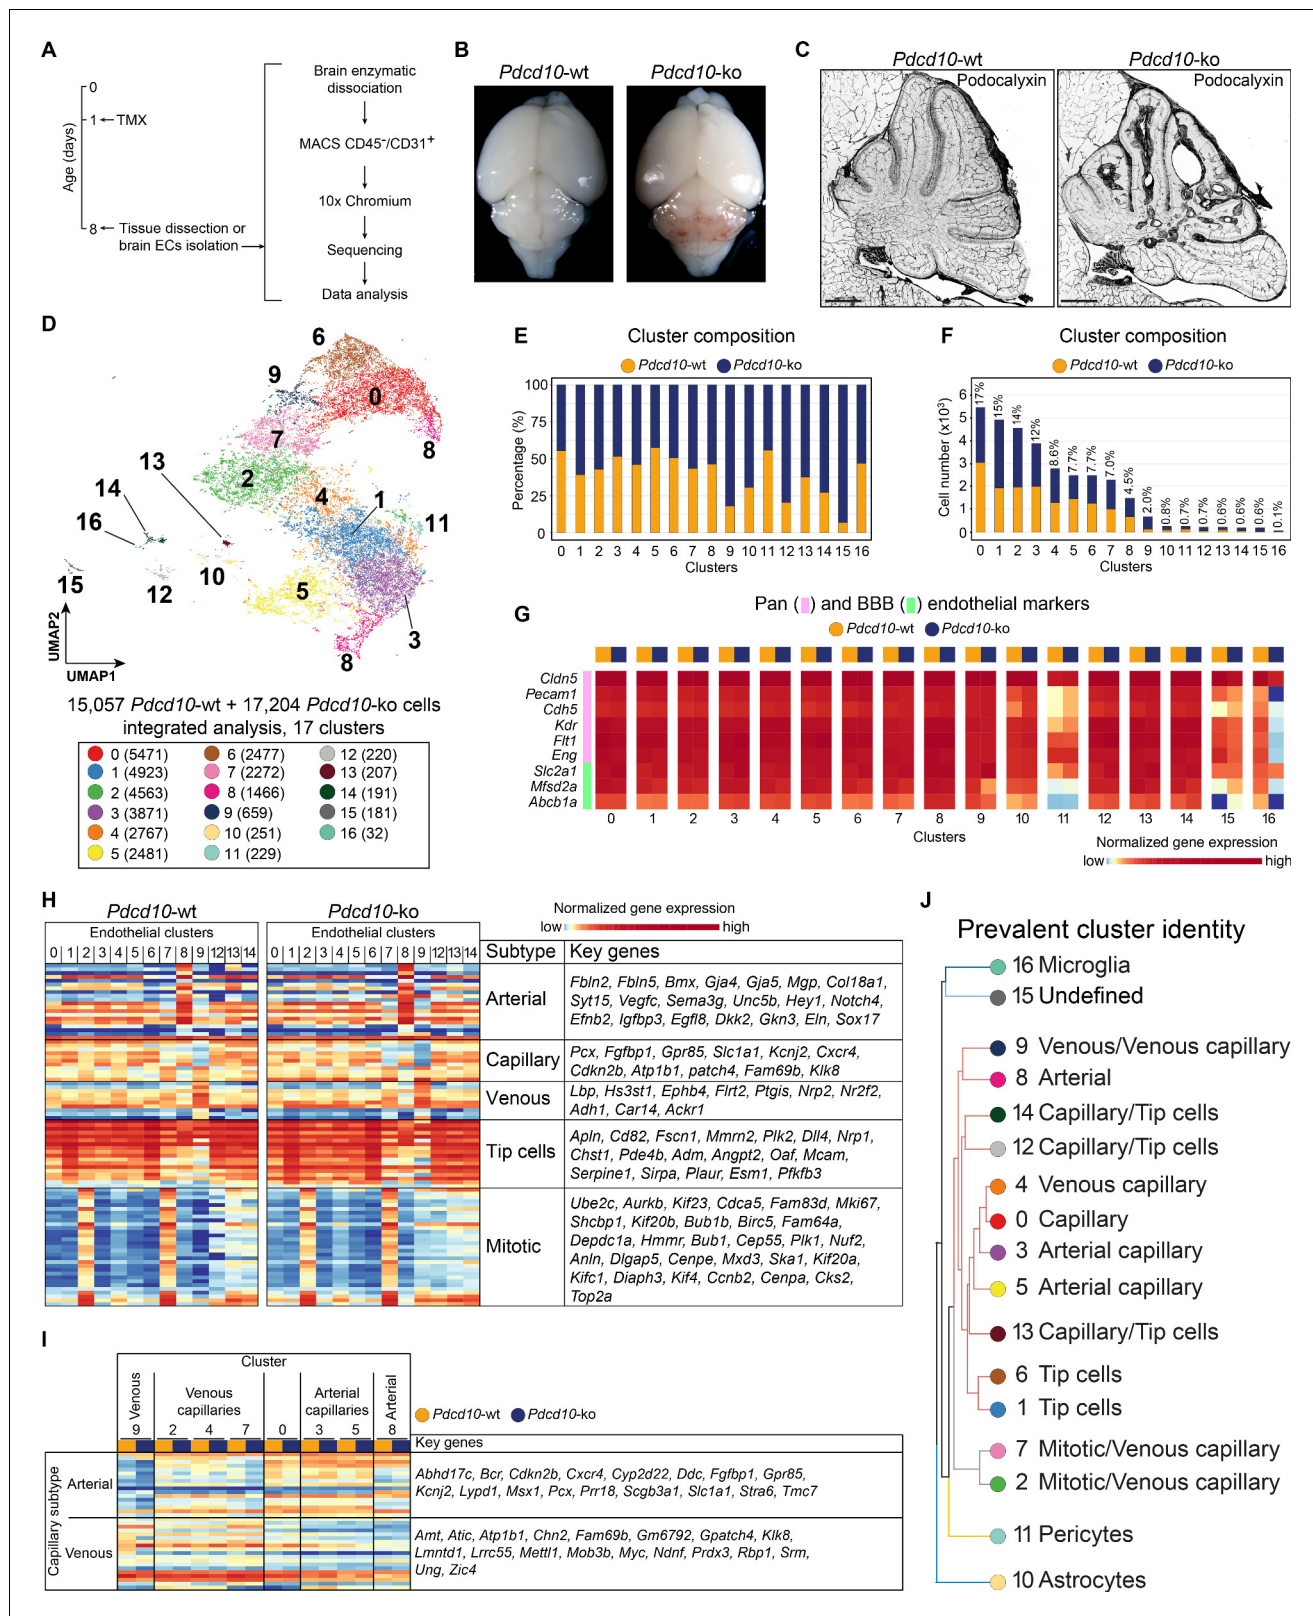 A
0
1
TMX
Age (days)
8
Tissue dissection or
brain ECs isolation
Brain enzymatic
dissociation
MACS CD45-/CD31+
10x Chromium
Sequencing
Data analysis
B
Pdcd10-wt
Pdcd10-ko
C
Pdcd10-wt
Pdcd10-ko
Podocalyxin
Podocalyxin
D
6
9
0
7
8
13
2
14
4
1
16
11
15
12
10
5
3
8
UMAP2
UMAP1
15,057 Pdcd10-wt + 17,204 Pdcd10-ko cells
integrated analysis, 17 clusters
0 (5471)
1 (4923)
2 (4563)
3 (3871)
4 (2767)
5 (2481)
6 (2477)
7 (2272)
8 (1466)
9 (659)
10 (251)
11 (229)
12 (220)
13 (207)
14 (191)
15 (181)
16 (32)
E
Cluster composition
Pdcd10-wt Pdcd10-ko
Percentage (%)
100
75
50
25
0
0 1 2 3 4 5 6 7 8 9 10 11 12 13 14 15 16
Clusters
F
Cluster composition
Pdcd10-wt Pdcd10-ko
Cell number (x10³)
6
5
4
3
2
1
0
17% 15% 14% 12% 8.6% 7.7% 7.7% 7.0% 4.5% 2.0% 0.8% 0.7% 0.7% 0.6% 0.6% 0.6% 0.1%
0 1 2 3 4 5 6 7 8 9 10 11 12 13 14 15 16
Clusters
G
Pan ( ) and BBB ( ) endothelial markers
Pdcd10-wt Pdcd10-ko
Cldn5
Pecam1
Cdh5
Kdr
Flt1
Eng
Slc2a1
Mfsd2a
Abcb1a
0 1 2 3 4 5 6 7 8 9 10 11 12 13 14 15 16
Clusters
Normalized gene expression
low high
H
Pdcd10-wt
Pdcd10-ko
Normalized gene expression
low high
Endothelial clusters
Endothelial clusters
0 1 2 3 4 5 6 7 8 9 12 13 14
0 1 2 3 4 5 6 7 8 9 12 13 14
Subtype
Key genes
Arterial
Fbln2, Fbln5, Bmx, Gja4, Gja5, Mgp, Col18a1,
Syt15, Vegfc, Sema3g, Unc5b, Hey1, Notch4,
Efnb2, Igfbp3, Egfl8, Dkk2, Gkn3, Eln, Sox17
Capillary
Pcx, Fgfbp1, Gpr85, Slc1a1, Kcnj2, Cxcr4,
Cdkn2b, Atp1b1, patch4, Fam69b, Klk8
Venous
Lbp, Hs3st1, Ephb4, Flrt2, Ptgis, Nrp2, Nr2f2,
Adh1, Car14, Ackr1
Tip cells
Apln, Cd82, Fscn1, Mmrn2, Plk2, Dll4, Nrp1,
Chst1, Pde4b, Adm, Angpt2, Oaf, Mcam,
Serpine1, Sirpa, Plaur, Esm1, Pfkfb3
Mitotic
Ube2c, Aurkb, Kif23, Cdca5, Fam83d, Mki67,
Shcbp1, Kif20b, Bub1b, Birc5, Fam64a,
Depdc1a, Hmmr, Bub1, Cep55, Plk1, Nuf2,
Anln, Dlgap5, Cenpe, Mxd3, Ska1, Kif20a,
Kifc1, Diaph3, Kif4, Ccnb2, Cenpa, Cks2,
Top2a
I
Cluster
9 Venous
Venous
capillaries
2 4 7
0
Arterial
capillaries
3 5
8 Arterial
Pdcd10-wt Pdcd10-ko
Key genes
Capillary subtype
Arterial
Abhd17c, Bcr, Cdkn2b, Cxcr4, Cyp2d22, Ddc, Fgfbp1, Gpr85,
Kcnj2, Lypd1, Msx1, Pcx, Prr18, Scgb3a1, Slc1a1, Stra6, Tmc7
Venous
Amt, Atic, Atp1b1, Chn2, Fam69b, Gm6792, Gpatch4, Klk8,
Lmntd1, Lrrc55, Mettl1, Mob3b, Myc, Ndnf, Prdx3, Rbp1, Srm,
Ung, Zic4
J
Prevalent cluster identity
16 Microglia
15 Undefined
9 Venous/Venous capillary
8 Arterial
14 Capillary/Tip cells
12 Capillary/Tip cells
4 Venous capillary
0 Capillary
3 Arterial capillary
5 Arterial capillary
13 Capillary/Tip cells
6 Tip cells
1 Tip cells
7 Mitotic/Venous capillary
2 Mitotic/Venous capillary
11 Pericytes
10 Astrocytes